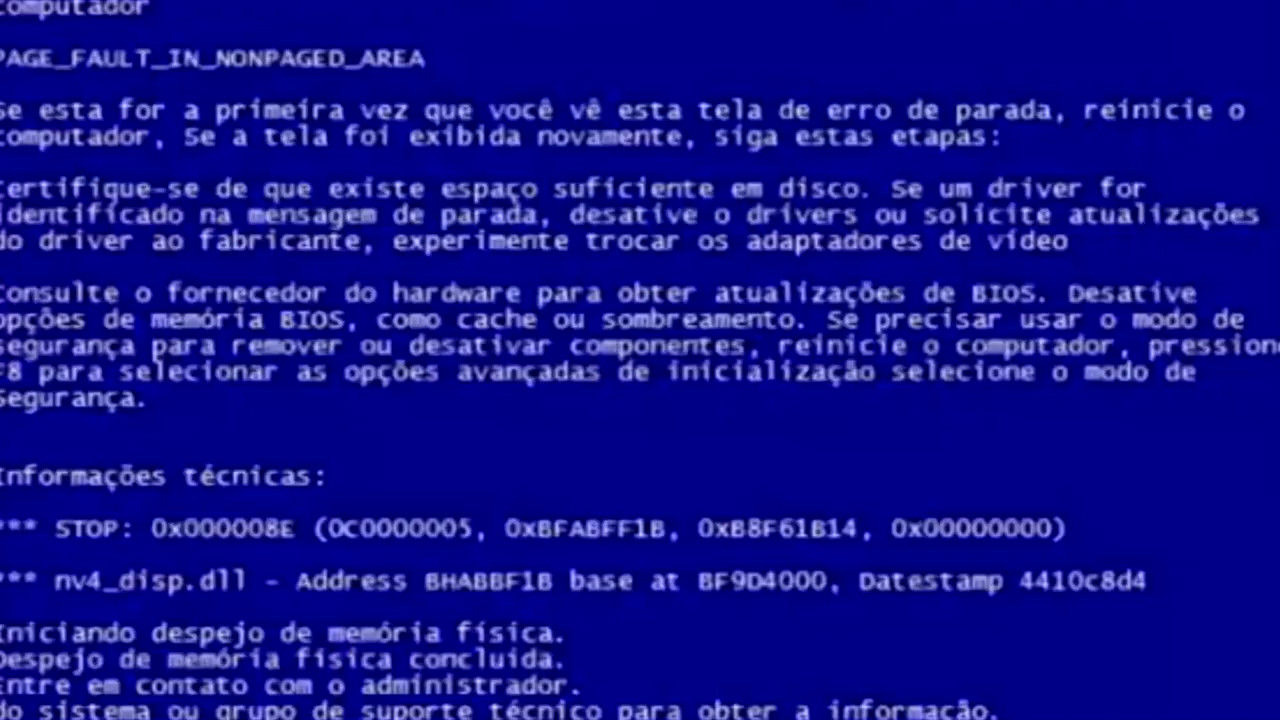 computador
PAGE_FAULT_IN_NONPAGED_AREA
Se esta for a primeira vez que você vê esta tela de erro de parada, reinicie o
computador, Se a tela foi exibida novamente, siga estas etapas:
Certifique-se de que existe espaço suficiente em disco. Se um driver for
identificado na mensagem de parada, desative o drivers ou solicite atualizações
do driver ao fabricante, experimente trocar os adaptadores de vídeo
Consulte o fornecedor do hardware para obter atualizações de BIOS. Desative
opções de memória BIOS, como cache ou sombreamento. Se precisar usar o modo de
segurança para remover ou desativar componentes, reinicie o computador, pressione
F8 para selecionar as opções avançadas de inicialização selecione o modo de
segurança.
Informações técnicas:
*** STOP: 0x000008E (0C0000005, 0xBFABFF1B, 0xB8F61B14, 0x00000000)
*** nv4_disp.dll - Address BHABBF1B base at BF9D4000, Datestamp 4410c8d4
Iniciando despejo de memória física.
Despejo de memória física concluída.
Entre em contato com o administrador.
do sistema ou grupo de suporte técnico para obter a informação.